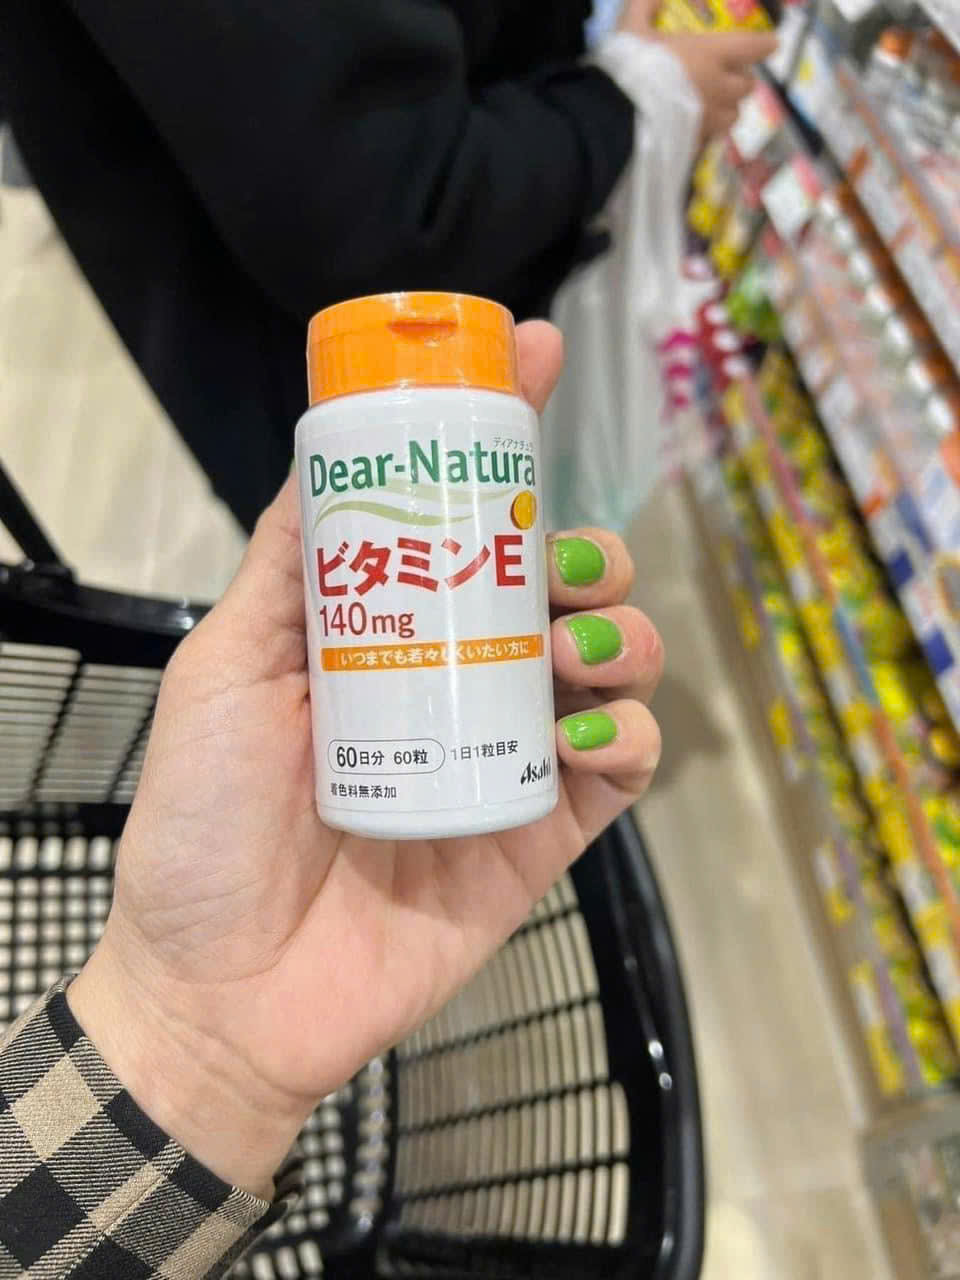 ディアナチュラ
Dear-Natura
ビタミンE
140mg
いつまでも若々しくいたい方に
60日分 60粒 1日1粒目安
Asahi
着色料無添加